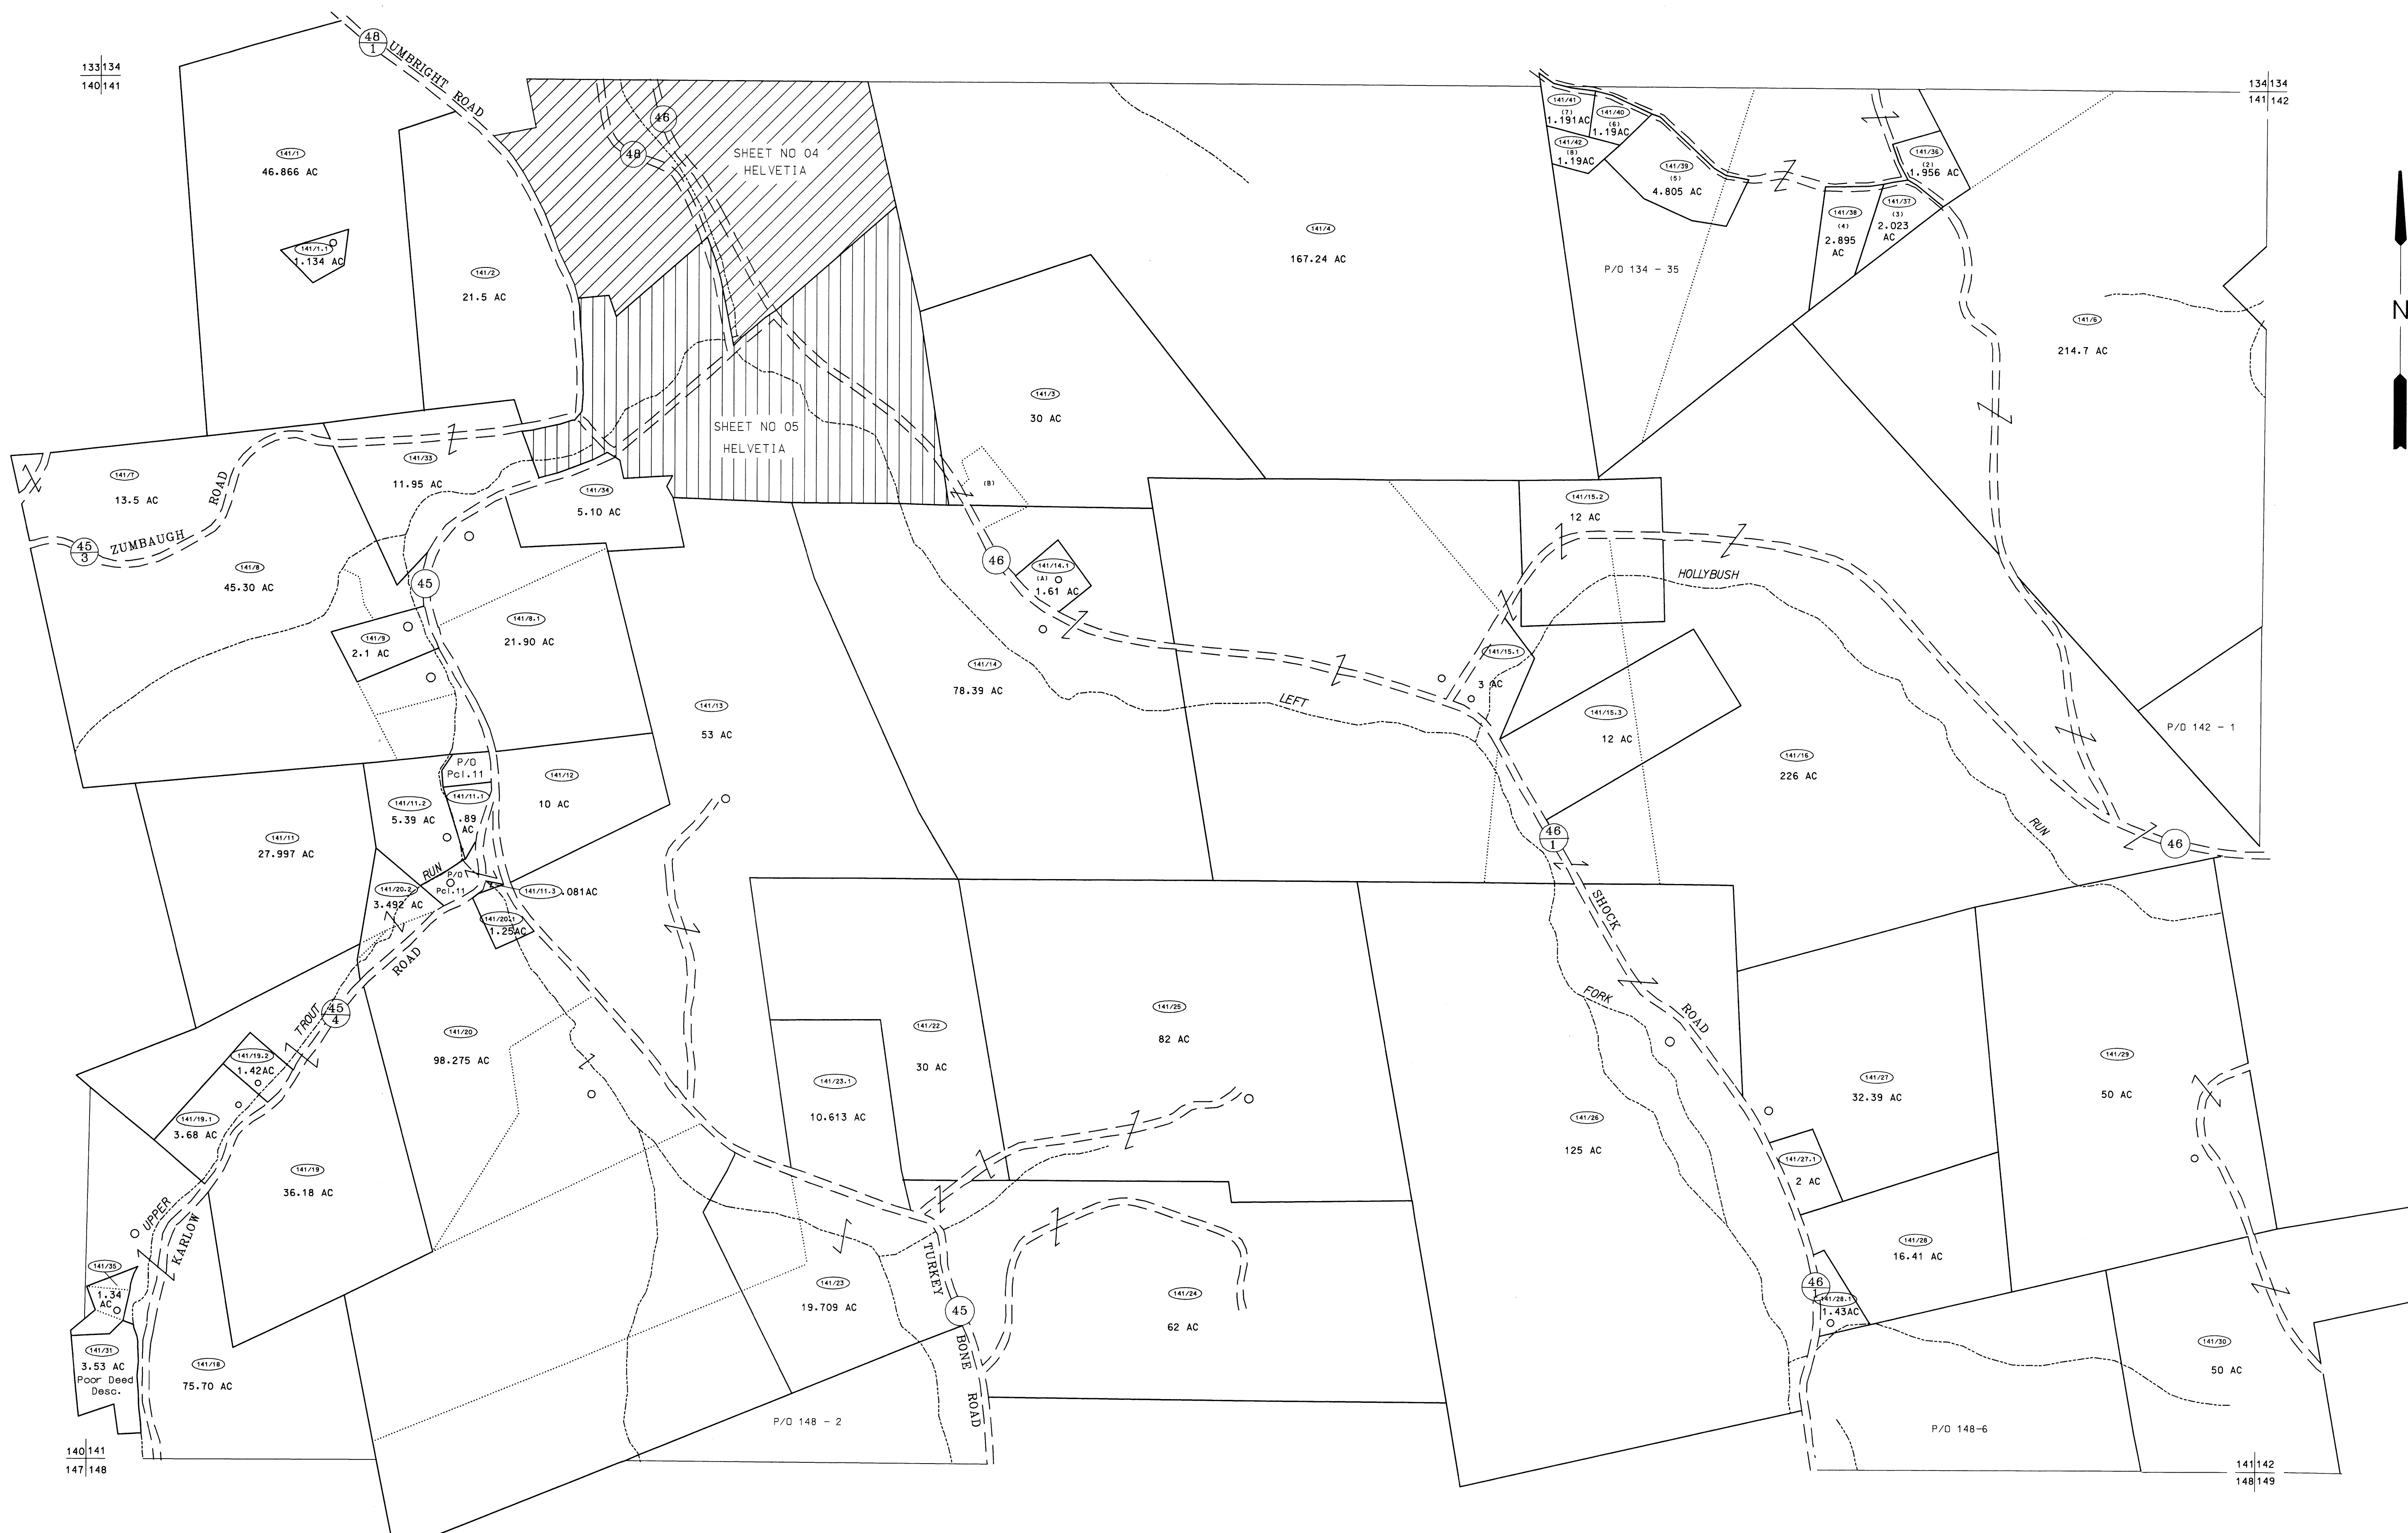 133 134
140 141
48
1
UMBRIGHT ROAD
134 134
141 142
46
48
SHEET NO 04
HELVETIA
141/1
46.866 AC
141/1.1
1.134 AC
141/2
21.5 AC
141/4
167.24 AC
141/41
(7)
1.191AC
141/40
(6)
1.19AC
141/42
(8)
1.19AC
141/39
(5)
4.805 AC
141/36
(2)
1.956 AC
141/38
(4)
2.895
AC
141/37
(3)
2.023
AC
P/O 134 - 35
N
141/6
214.7 AC
141/3
30 AC
SHEET NO 05
HELVETIA
(B)
141/7
13.5 AC
ROAD
ZUMBAUGH
45
3
141/33
11.95 AC
141/34
5.10 AC
141/8
45.30 AC
45
141/9
2.1 AC
141/8.1
21.90 AC
46
141/14.1
(A)
1.61 AC
141/15.2
12 AC
HOLLYBUSH
141/14
78.39 AC
LEFT
141/15.1
3 AC
141/15.3
12 AC
141/13
53 AC
141/16
226 AC
P/O 142 - 1
P/O
Pcl.11
141/12
10 AC
141/11.2
5.39 AC
141/11.1
.89
AC
141/11
27.997 AC
RUN
46
1
RUN
46
141/20.2
3.492 AC
P/O
Pcl.11
141/11.3
.081AC
141/20.1
1.25AC
SHOCK
ROAD
45
4
TROUT
141/20
98.275 AC
141/22
30 AC
141/25
82 AC
FORK
ROAD
141/19.2
1.42AC
141/19.1
3.68 AC
141/23.1
10.613 AC
141/27
32.39 AC
141/29
50 AC
141/26
125 AC
141/19
36.18 AC
141/27.1
2 AC
UPPER
KARLOW
141/28
16.41 AC
141/35
1.34
AC
TURKEY
141/23
19.709 AC
45
141/24
62 AC
46
1
141/28.1
1.43AC
141/31
3.53 AC
Poor Deed
Desc.
141/18
75.70 AC
BONE
ROAD
141/30
50 AC
P/O 148 - 2
P/O 148-6
140 141
147 148
141 142
148 149